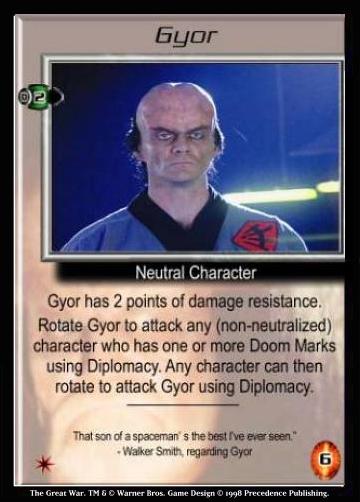 Gyor
0 2
Neutral Character
Gyor has 2 points of damage resistance.
Rotate Gyor to attack any (non-neutralized)
character who has one or more Doom Marks
using Diplomacy. Any character can then
rotate to attack Gyor using Diplomacy.
That son of a spaceman' s the best I've ever seen."
- Walker Smith, regarding Gyor
6
The Great War. TM & © Warner Bros. Game Design © 1998 Precedence Publishing.